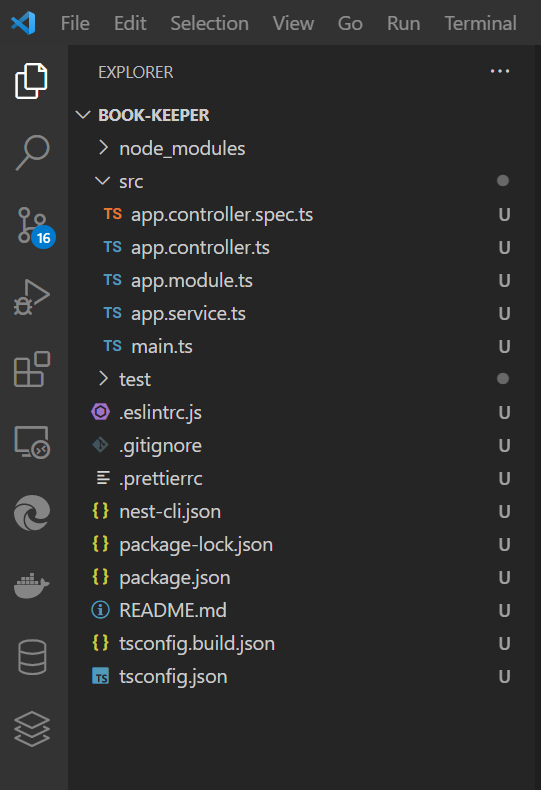 File Edit Selection View Go Run Terminal
EXPLORER ...
BOOK-KEEPER
node_modules
src
TS app.controller.spec.ts U
TS app.controller.ts U
16
TS app.module.ts U
TS app.service.ts U
TS main.ts U
test
.eslintrc.js U
.gitignore U
.prettierrc U
{} nest-cli.json U
{} package-lock.json U
{} package.json U
README.md U
{} tsconfig.build.json U
TS tsconfig.json U